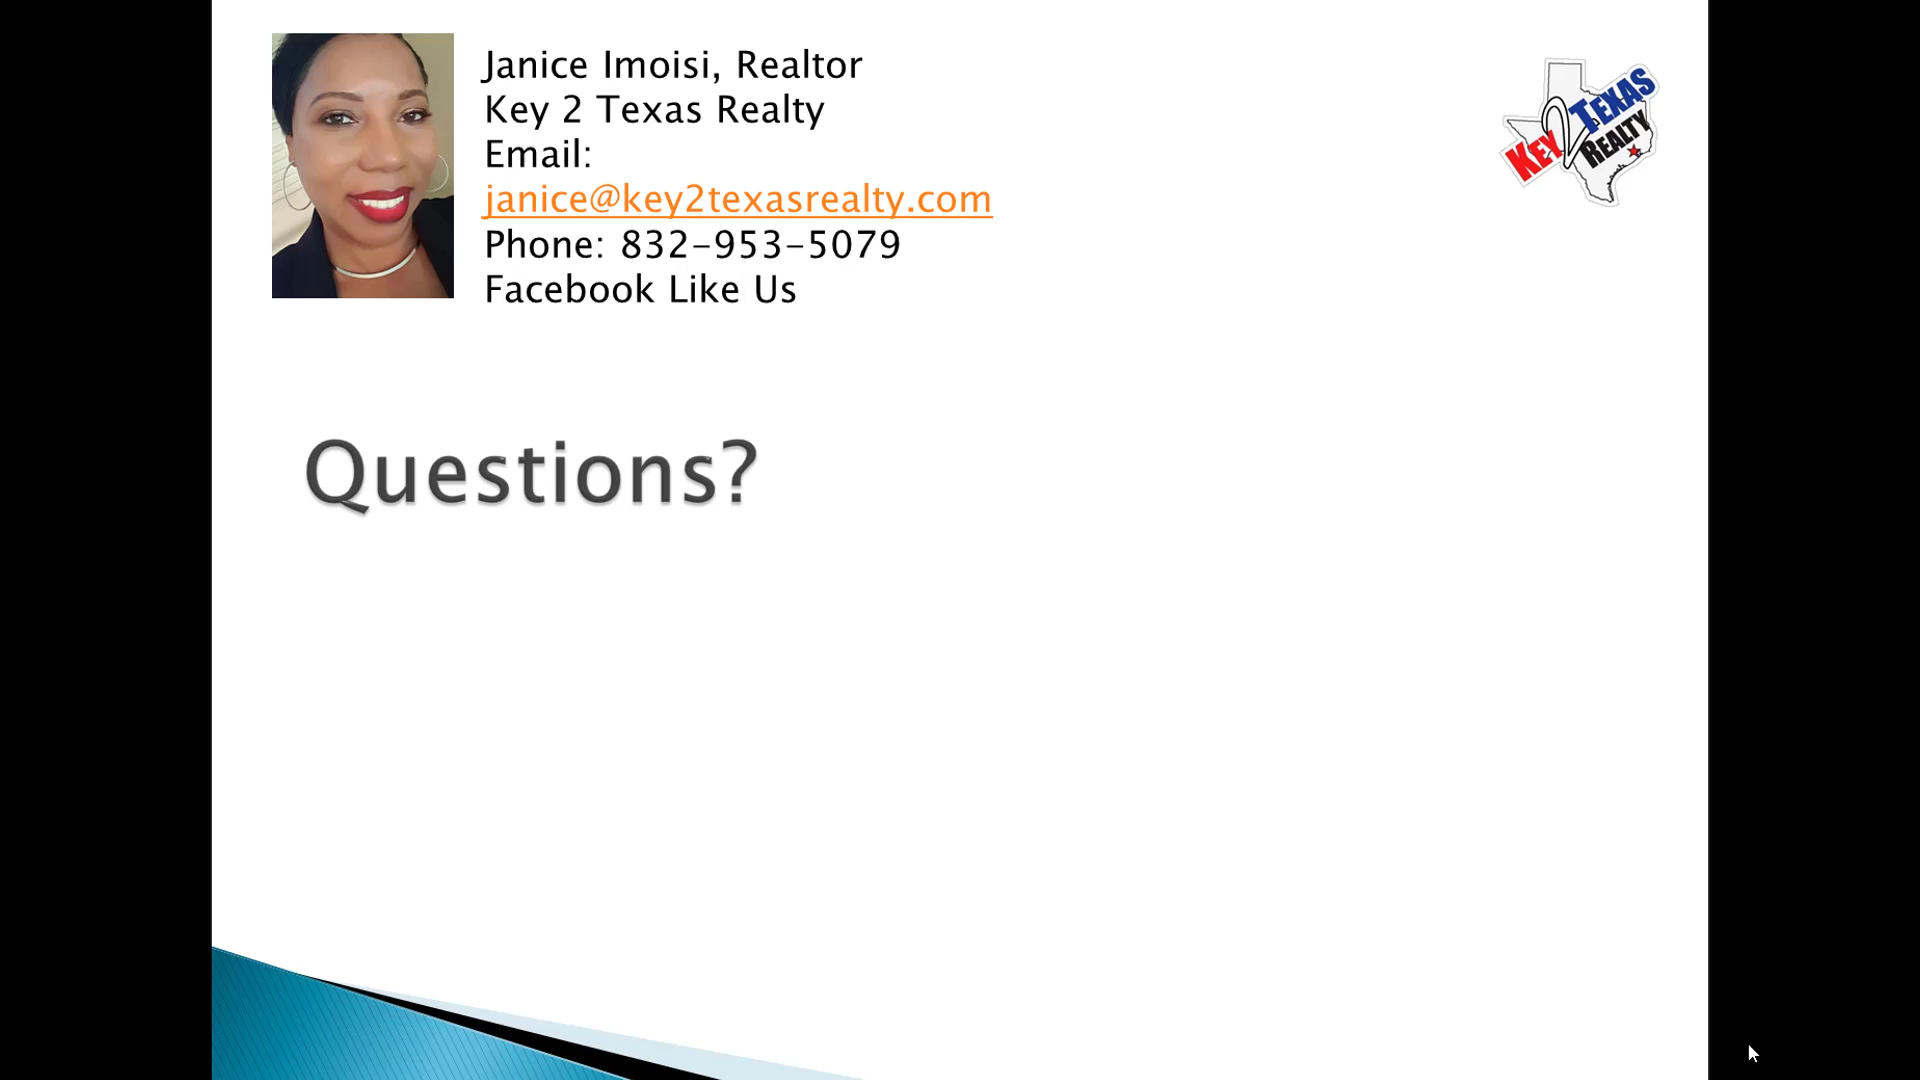 Janice Imoisi, Realtor
Key 2 Texas Realty
Email:
janice@key2texasrealty.com
Phone: 832-953-5079
Facebook Like Us
KEY 2 TEXAS REALTY
Questions?